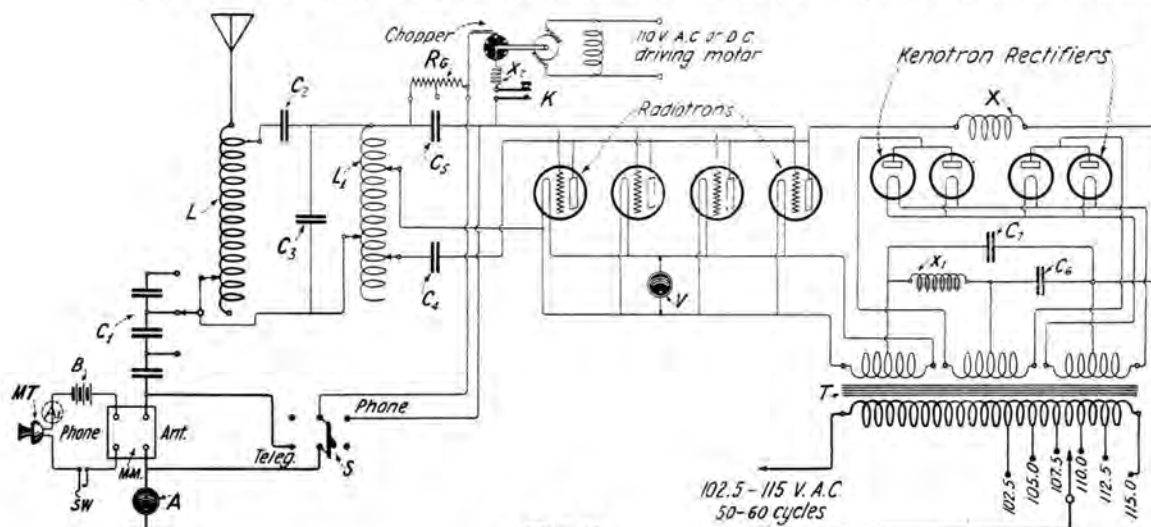 Chopper
110 V. A.C. or D.C.
driving motor
Kenotron Rectifiers
RG
X2
K
X
C2
Radiotrons
C5
L1
L
C3
C7
X1
C6
C4
V
C1
B
MT
A1
Phone
Ant.
MM.
SW
A
Phone
Teleg.
S
T
102.5-115 V. A.C.
50-60 cycles
102.5
105.0
107.5
110.0
112.5
115.0